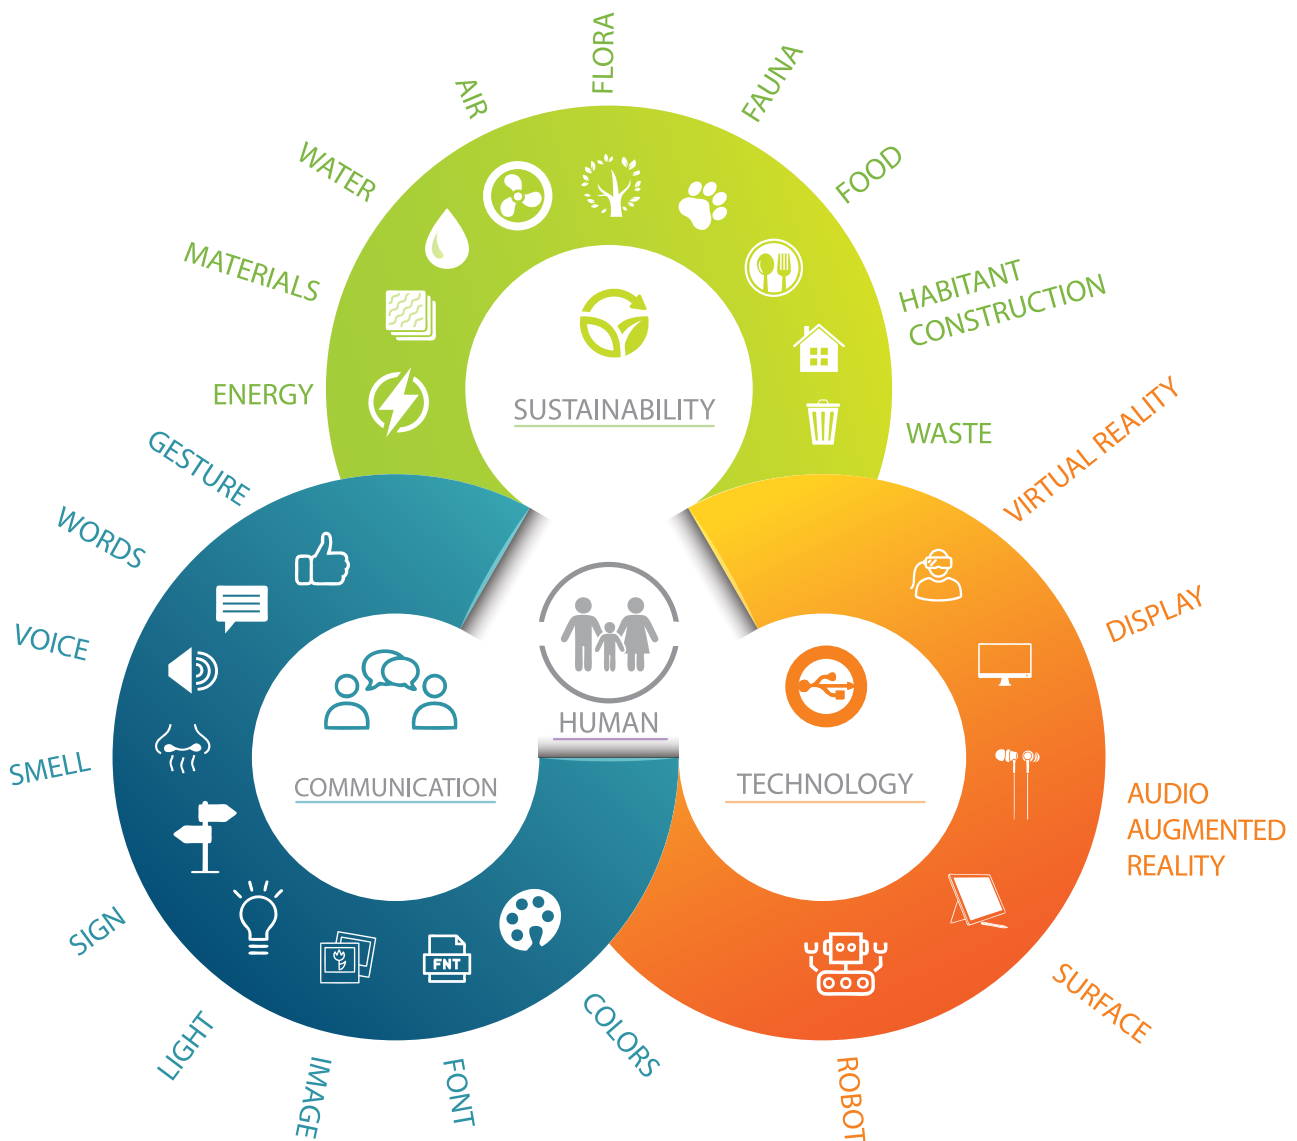 FLORA
FAUNA
AIR
FOOD
WATER
MATERIALS
HABITANT
CONSTRUCTION
ENERGY
SUSTAINABILITY
WASTE
GESTURE
VIRTUAL REALITY
WORDS
DISPLAY
VOICE
HUMAN
SMELL
COMMUNICATION
TECHNOLOGY
AUDIO
AUGMENTED
REALITY
SIGN
FNT
SURFACE
LIGHT
IMAGE
FONT
COLORS
ROBOT